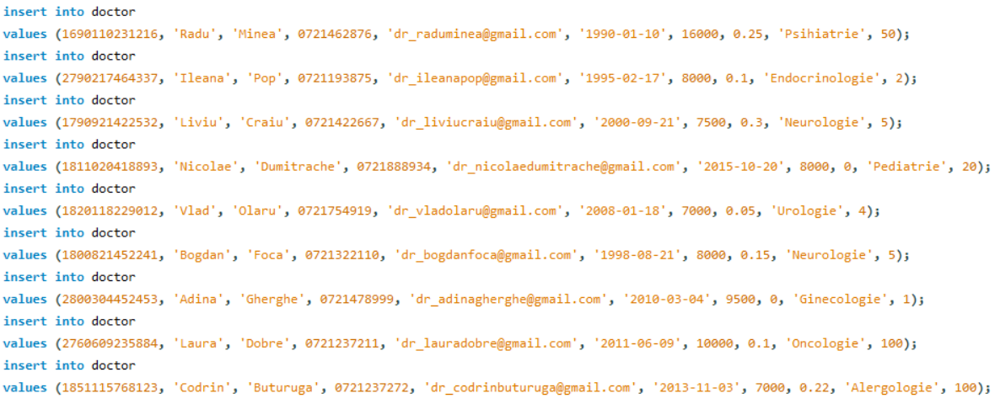 insert into doctor
values (1690110231216, 'Radu', 'Minea', 0721462876, 'dr_raduminea@gmail.com', '1990-01-10', 16000, 0.25, 'Psihiatrie', 50);
insert into doctor
values (2790217464337, 'Ileana', 'Pop', 0721193875, 'dr_ileanapop@gmail.com', '1995-02-17', 8000, 0.1, 'Endocrinologie', 2);
insert into doctor
values (1790921422532, 'Liviu', 'Craiu', 0721422667, 'dr_liviucraiu@gmail.com', '2000-09-21', 7500, 0.3, 'Neurologie', 5);
insert into doctor
values (1811020418893, 'Nicolae', 'Dumitrache', 0721888934, 'dr_nicolaedumitrache@gmail.com', '2015-10-20', 8000, 0, 'Pediatrie', 20);
insert into doctor
values (1820118229012, 'Vlad', 'Olaru', 0721754919, 'dr_vladolaru@gmail.com', '2008-01-18', 7000, 0.05, 'Urologie', 4);
insert into doctor
values (1800821452241, 'Bogdan', 'Foca', 0721322110, 'dr_bogdanfoca@gmail.com', '1998-08-21', 8000, 0.15, 'Neurologie', 5);
insert into doctor
values (2800304452453, 'Adina', 'Gherghe', 0721478999, 'dr_adinagherghe@gmail.com', '2010-03-04', 9500, 0, 'Ginecologie', 1);
insert into doctor
values (2760609235884, 'Laura', 'Dobre', 0721237211, 'dr_lauradobre@gmail.com', '2011-06-09', 10000, 0.1, 'Oncologie', 100);
insert into doctor
values (1851115768123, 'Codrin', 'Buturuga', 0721237272, 'dr_codrinbuturuga@gmail.com', '2013-11-03', 7000, 0.22, 'Alergologie', 100);